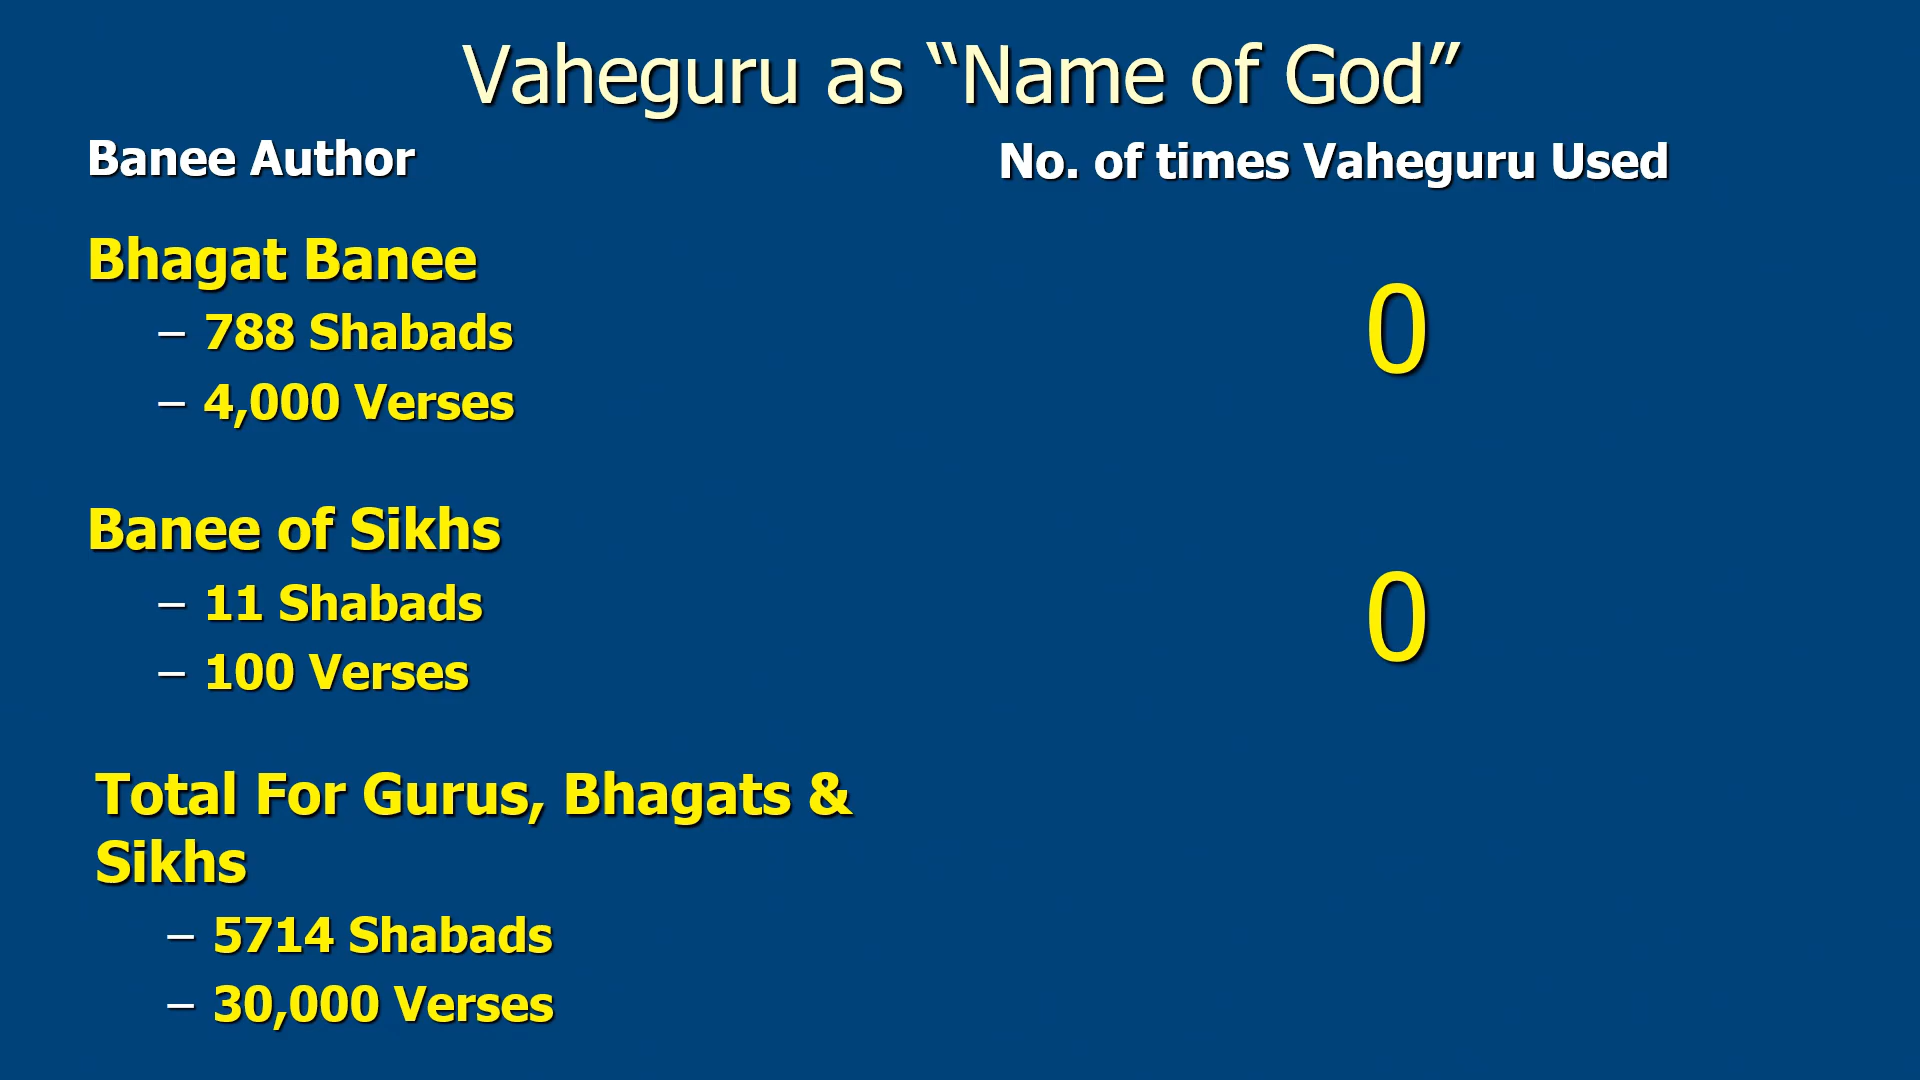 Vaheguru as “Name of God”
Banee Author
No. of times Vaheguru Used
Bhagat Banee
– 788 Shabads
– 4,000 Verses
0
Banee of Sikhs
– 11 Shabads
– 100 Verses
0
Total For Gurus, Bhagats &
Sikhs
– 5714 Shabads
– 30,000 Verses